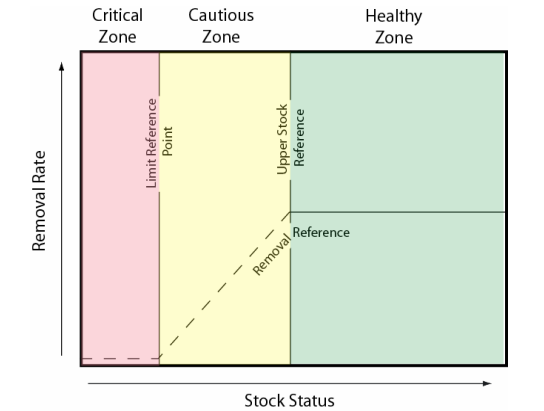 Critical
Zone
Cautious
Zone
Healthy
Zone
Limit Reference
Point
Upper Stock
Reference
Removal Reference
Removal Rate
Stock Status